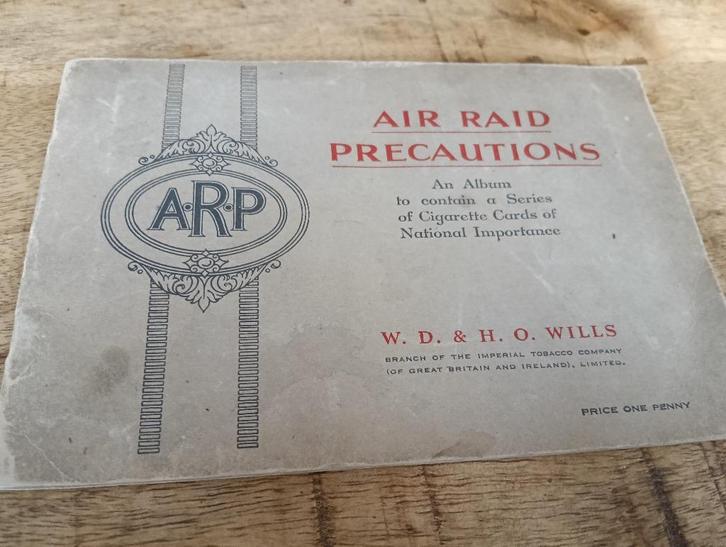 A·R·P
AIR RAID
PRECAUTIONS
An Album
to contain a Series
of Cigarette Cards of
National Importance
W. D. & H. O. WILLS
BRANCH OF THE IMPERIAL TOBACCO COMPANY
(OF GREAT BRITAIN AND IRELAND), LIMITED.
PRICE ONE PENNY